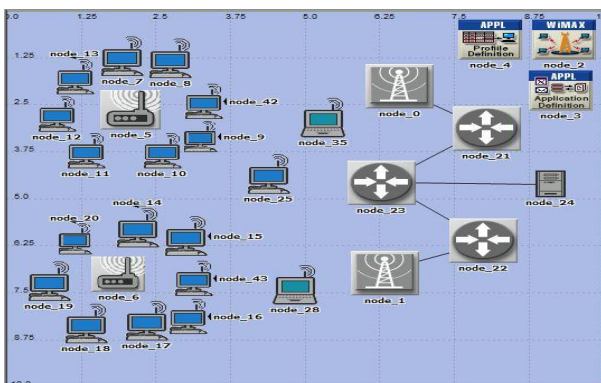 0.0 1.25 2.5 3.75 5.0 6.25 7.5 8.75
APPL
Profile
Definition
node_4
WiMAX
node_2
APPL
Application
Definition
node_3
1.25
2.5
3.75
5.0
6.25
7.5
8.75
node_13
node_7
node_8
node_42
node_12
node_5
node_9
node_11
node_10
node_35
node_25
node_0
node_21
node_23
node_24
node_22
node_1
node_14
node_20
node_15
node_19
node_6
node_43
node_28
node_18
node_17
node_16